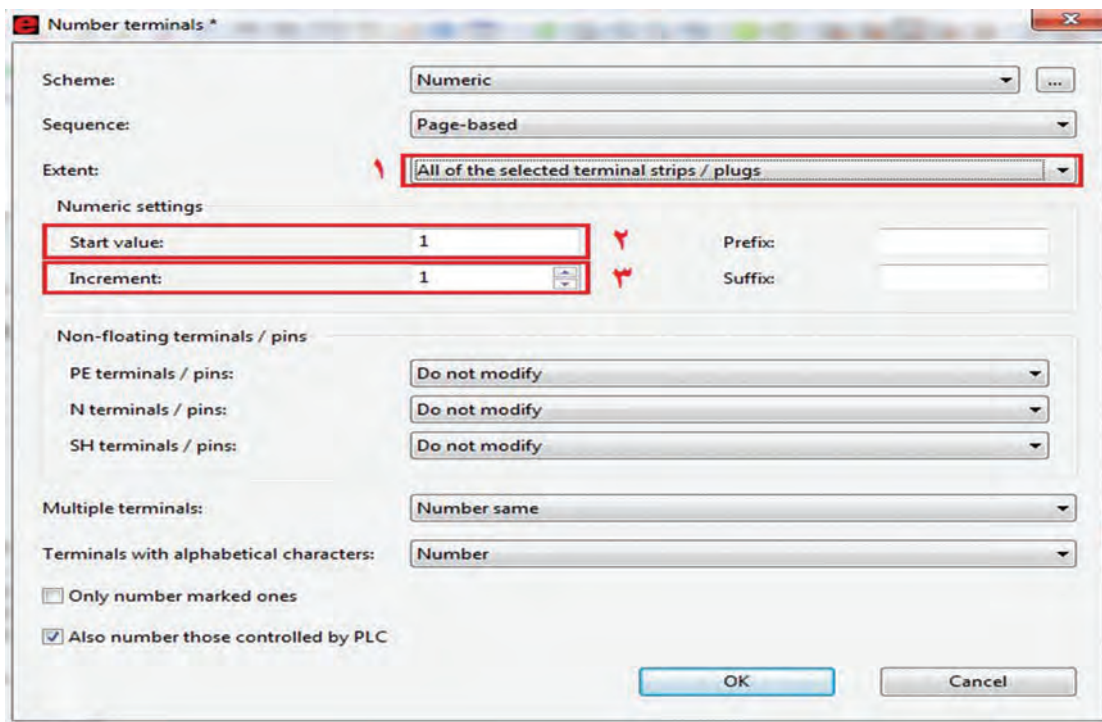 Number terminals *
Scheme: Numeric ...
Sequence: Page-based
Extent: ۱ All of the selected terminal strips / plugs
Numeric settings
Start value: 1 ۲ Prefix:
Increment: 1 ۳ Suffix:
Non-floating terminals / pins
PE terminals / pins: Do not modify
N terminals / pins: Do not modify
SH terminals / pins: Do not modify
Multiple terminals: Number same
Terminals with alphabetical characters: Number
Only number marked ones
Also number those controlled by PLC
OK Cancel